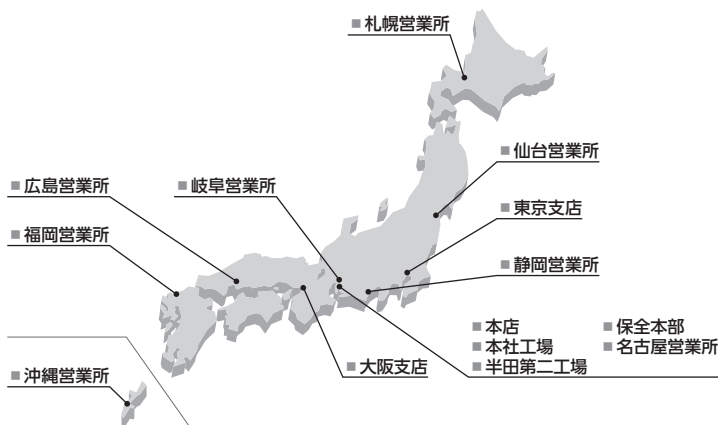 ■ 札幌営業所
■ 仙台営業所
■ 広島営業所
■ 岐阜営業所
■ 東京支店
■ 福岡営業所
■ 静岡営業所
■ 本店 ■ 保全本部
■ 本社工場 ■ 名古屋営業所
■ 半田第二工場
■ 大阪支店
■ 沖縄営業所